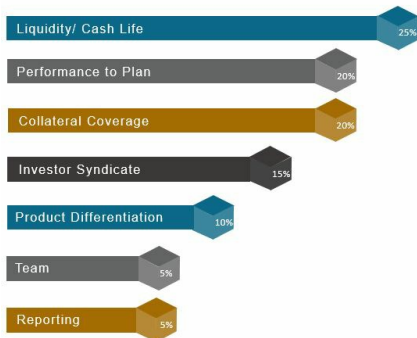 Liquidity/ Cash Life 25%
Performance to Plan 20%
Collateral Coverage 20%
Investor Syndicate 15%
Product Differentiation 10%
Team 5%
Reporting 5%